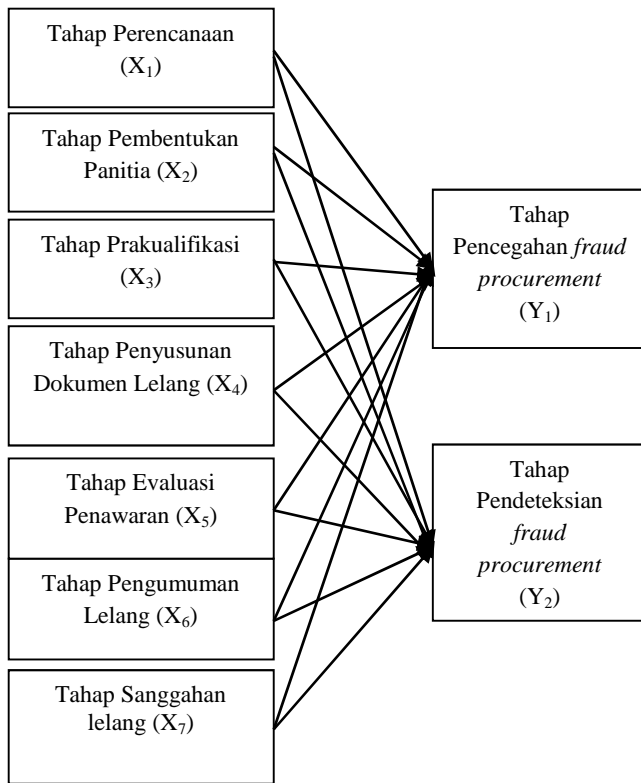 Tahap Perencanaan
(X₁)
Tahap Pembentukan
Panitia (X₂)
Tahap Prakualifikasi
(X₃)
Tahap Penyusunan
Dokumen Lelang (X₄)
Tahap Evaluasi
Penawaran (X₅)
Tahap Pengumuman
Lelang (X₆)
Tahap Sanggahan
lelang (X₇)
Tahap
Pencegahan fraud
procurement
(Y₁)
Tahap
Pendeteksian
fraud
procurement
(Y₂)